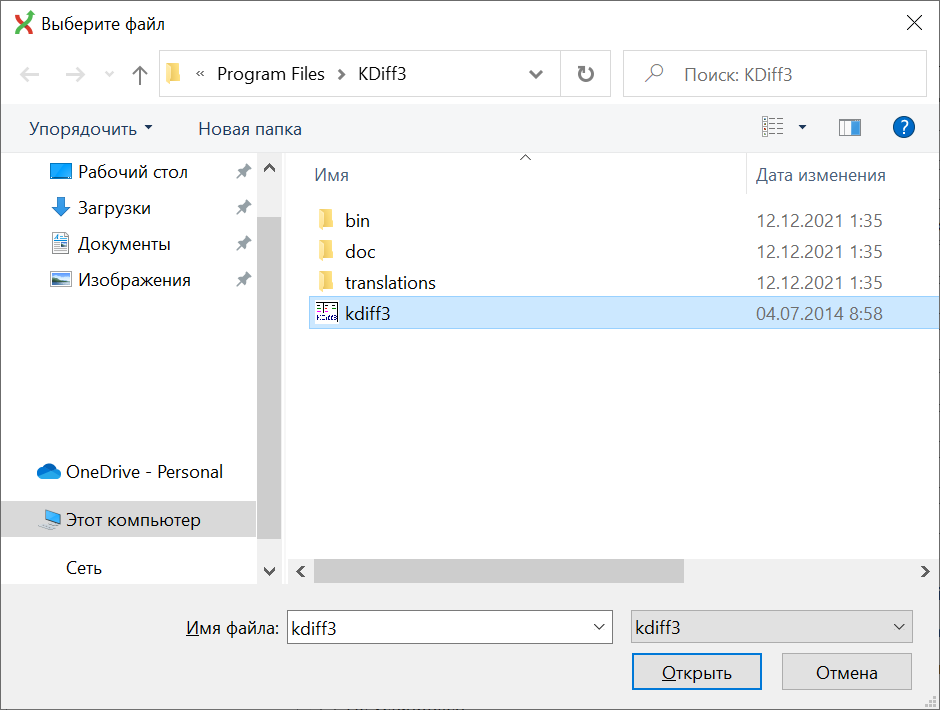 Выберите файл
« Program Files > KDiff3
Поиск: KDiff3
Упорядочить Новая папка
Имя Дата изменения
Рабочий стол
Загрузки
Документы
Изображения
OneDrive - Personal
Этот компьютер
Сеть
bin 12.12.2021 1:35
doc 12.12.2021 1:35
translations 12.12.2021 1:35
kdiff3 04.07.2014 8:58
Имя файла: kdiff3 kdiff3
Открыть Отмена